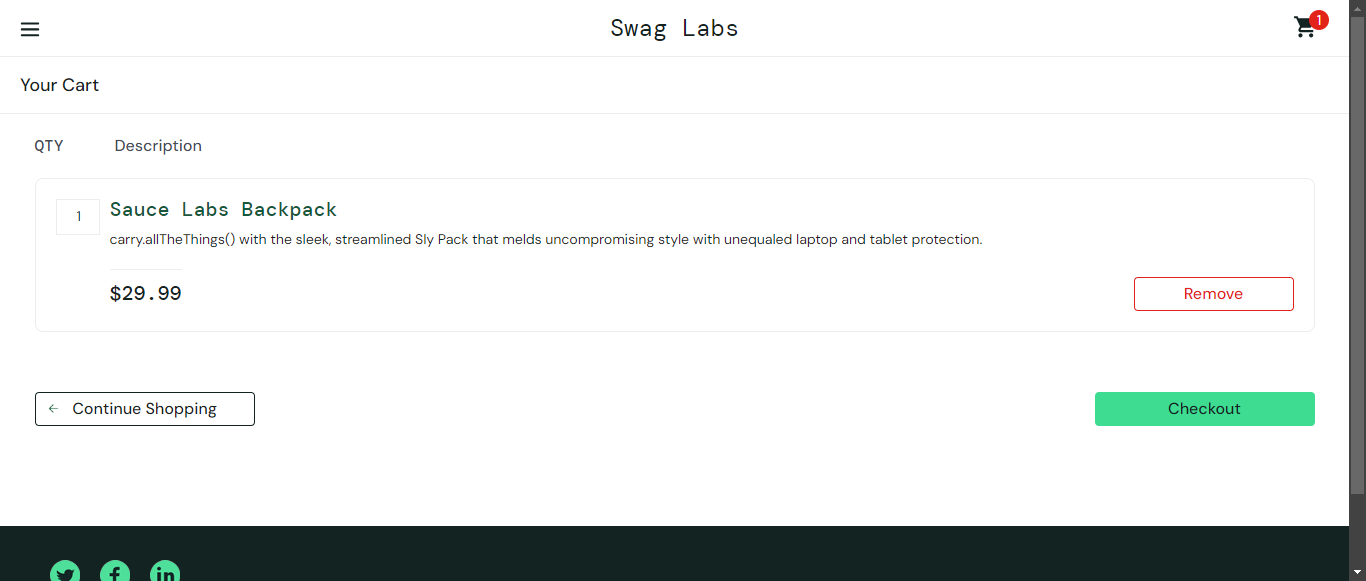 Swag Labs
1
Your Cart
QTY Description
1
Sauce Labs Backpack
carry.allTheThings() with the sleek, streamlined Sly Pack that melds uncompromising style with unequaled laptop and tablet protection.
$29.99
Remove
Continue Shopping
Checkout